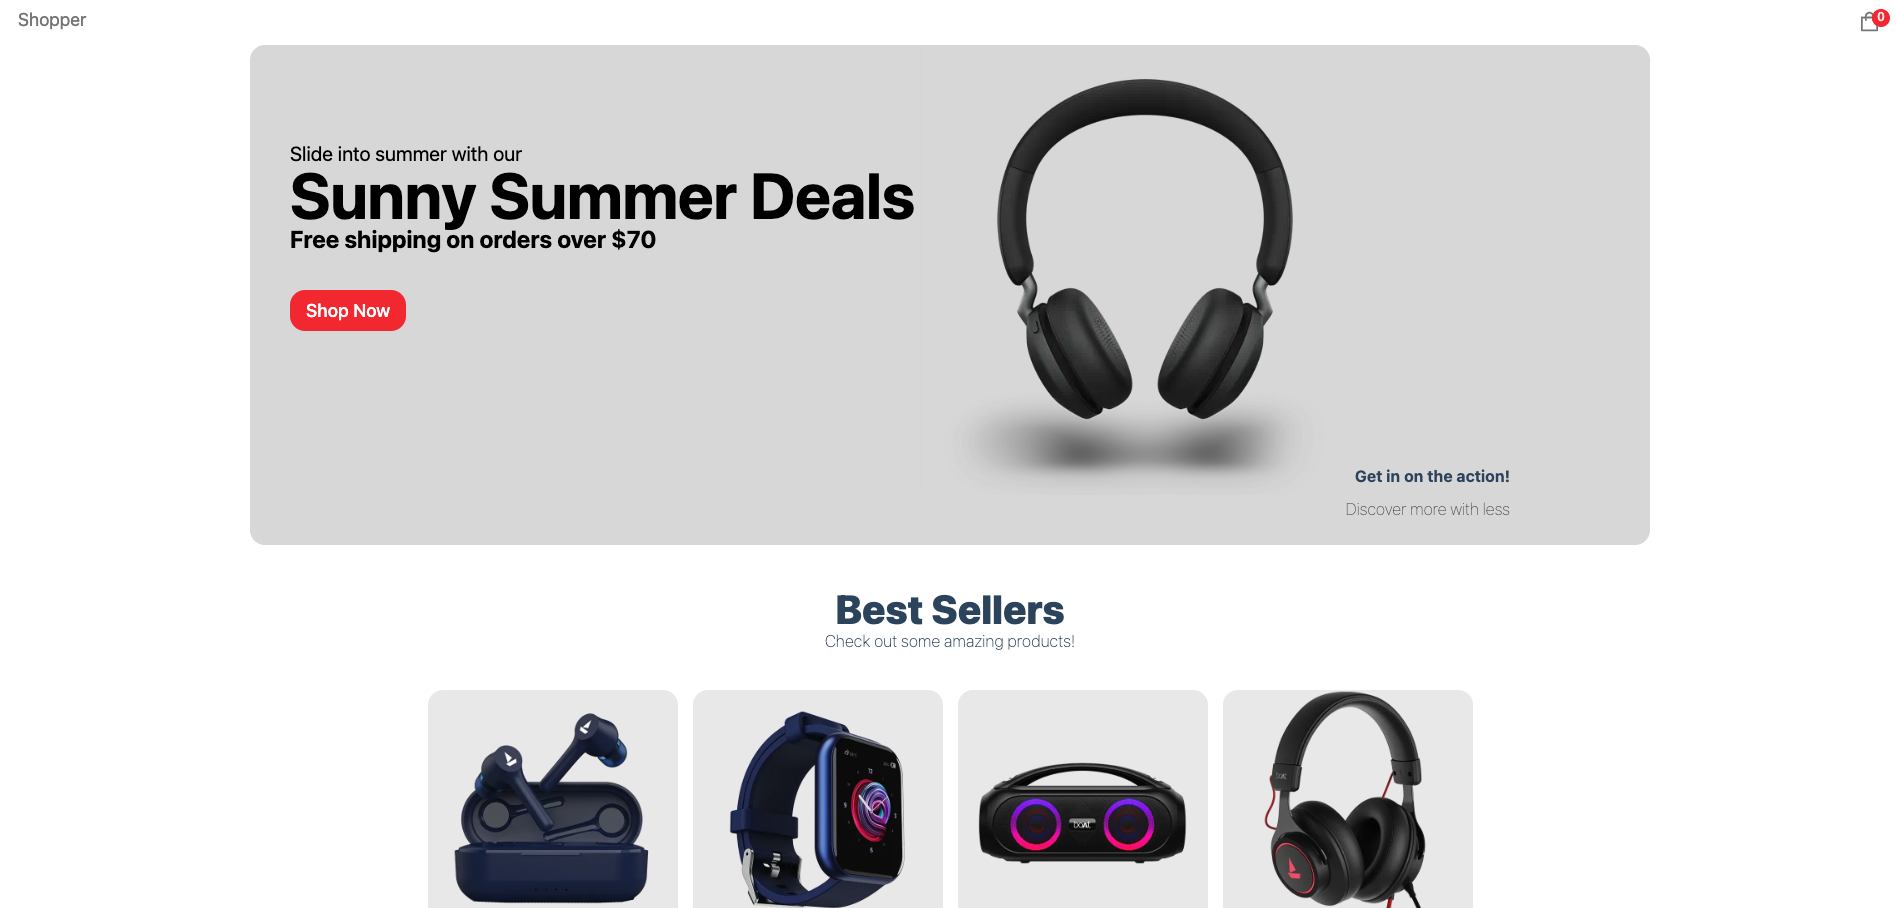 Shopper
0
Slide into summer with our
Sunny Summer Deals
Free shipping on orders over $70
Shop Now
Get in on the action!
Discover more with less
Best Sellers
Check out some amazing products!
boAt